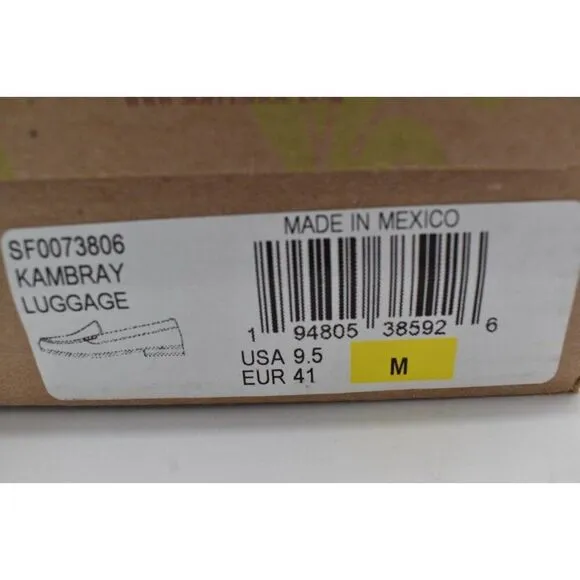 SF0073806
KAMBRAY
LUGGAGE
MADE IN MEXICO
1 94805 38592 6
USA 9.5
EUR 41
M